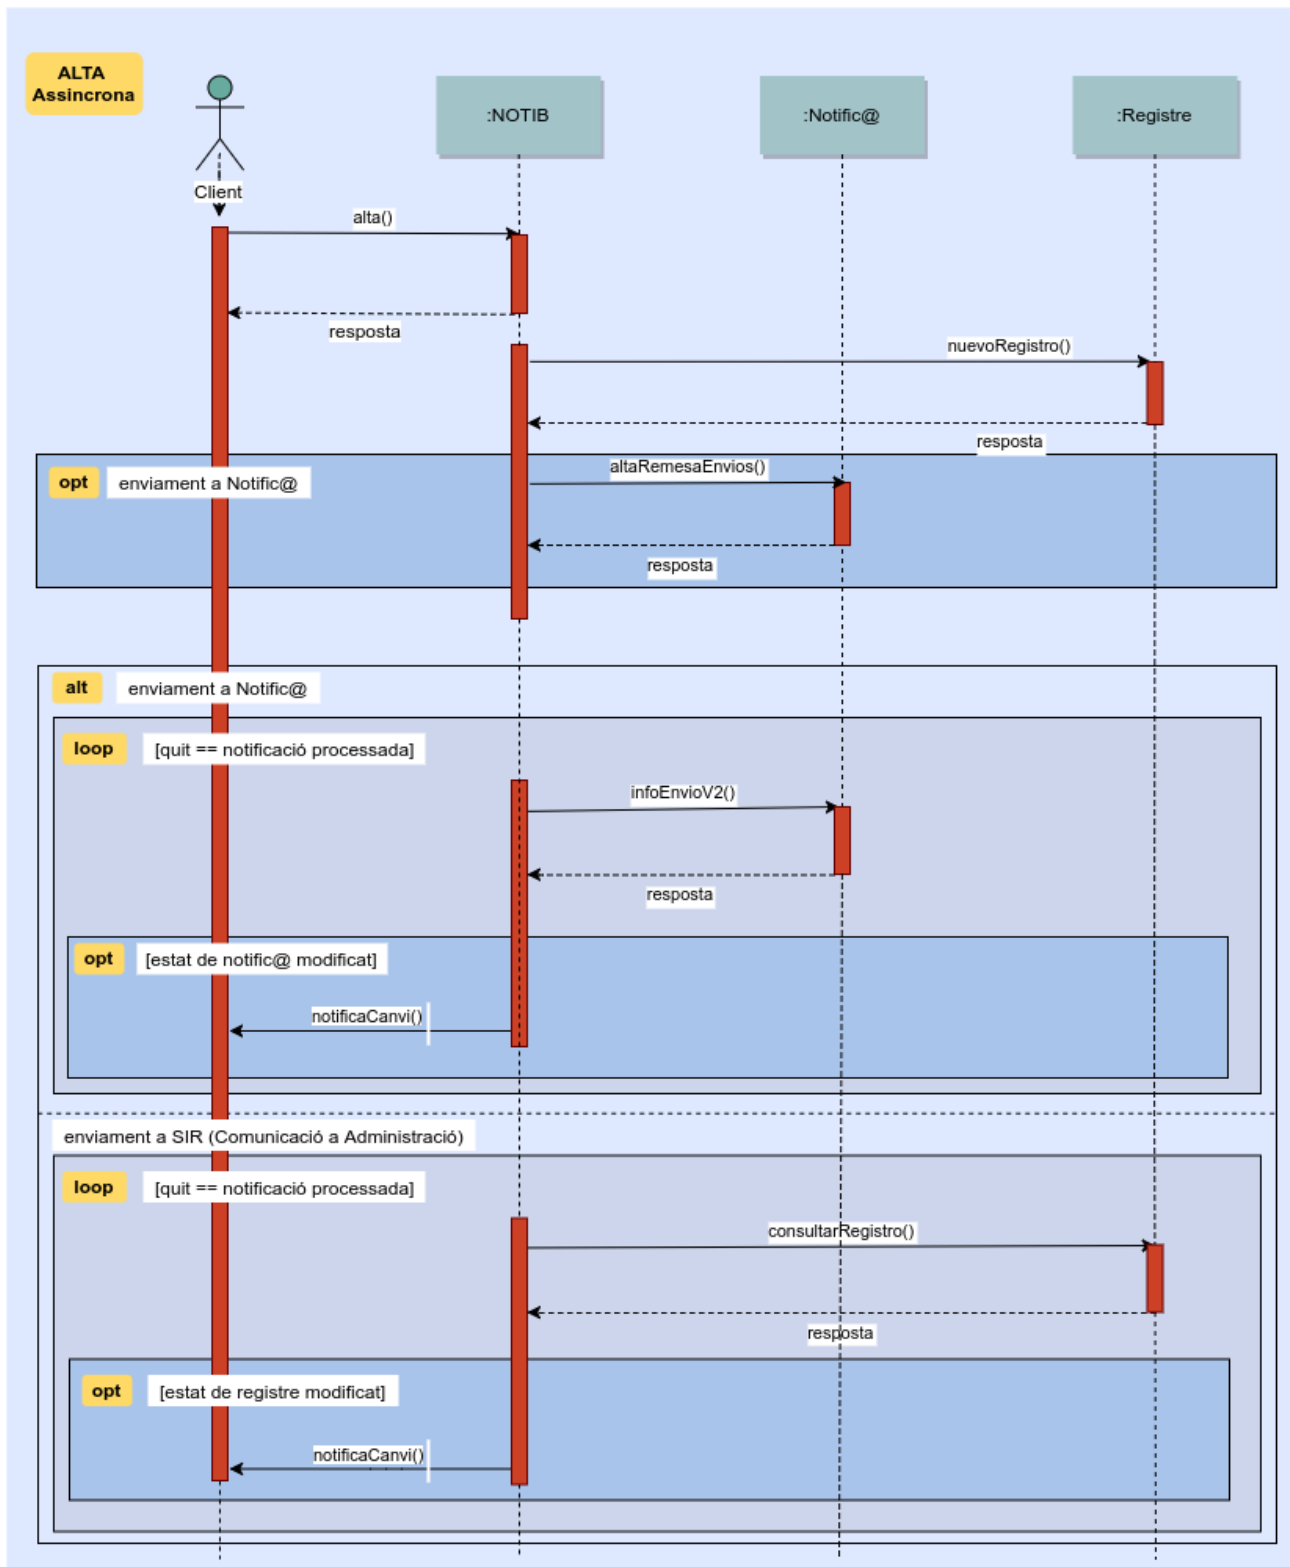 ALTA
Assincrona
:NOTIB
:Notific@
:Registre
Client
alta()
resposta
nuevoRegistro()
resposta
opt
enviament a Notific@
altaRemesaEnvios()
resposta
alt
enviament a Notific@
loop
[quit == notificació processada]
infoEnvioV2()
resposta
opt
[estat de notific@ modificat]
notificaCanvi()
enviament a SIR (Comunicació a Administració)
loop
[quit == notificació processada]
consultarRegistro()
resposta
opt
[estat de registre modificat]
notificaCanvi()